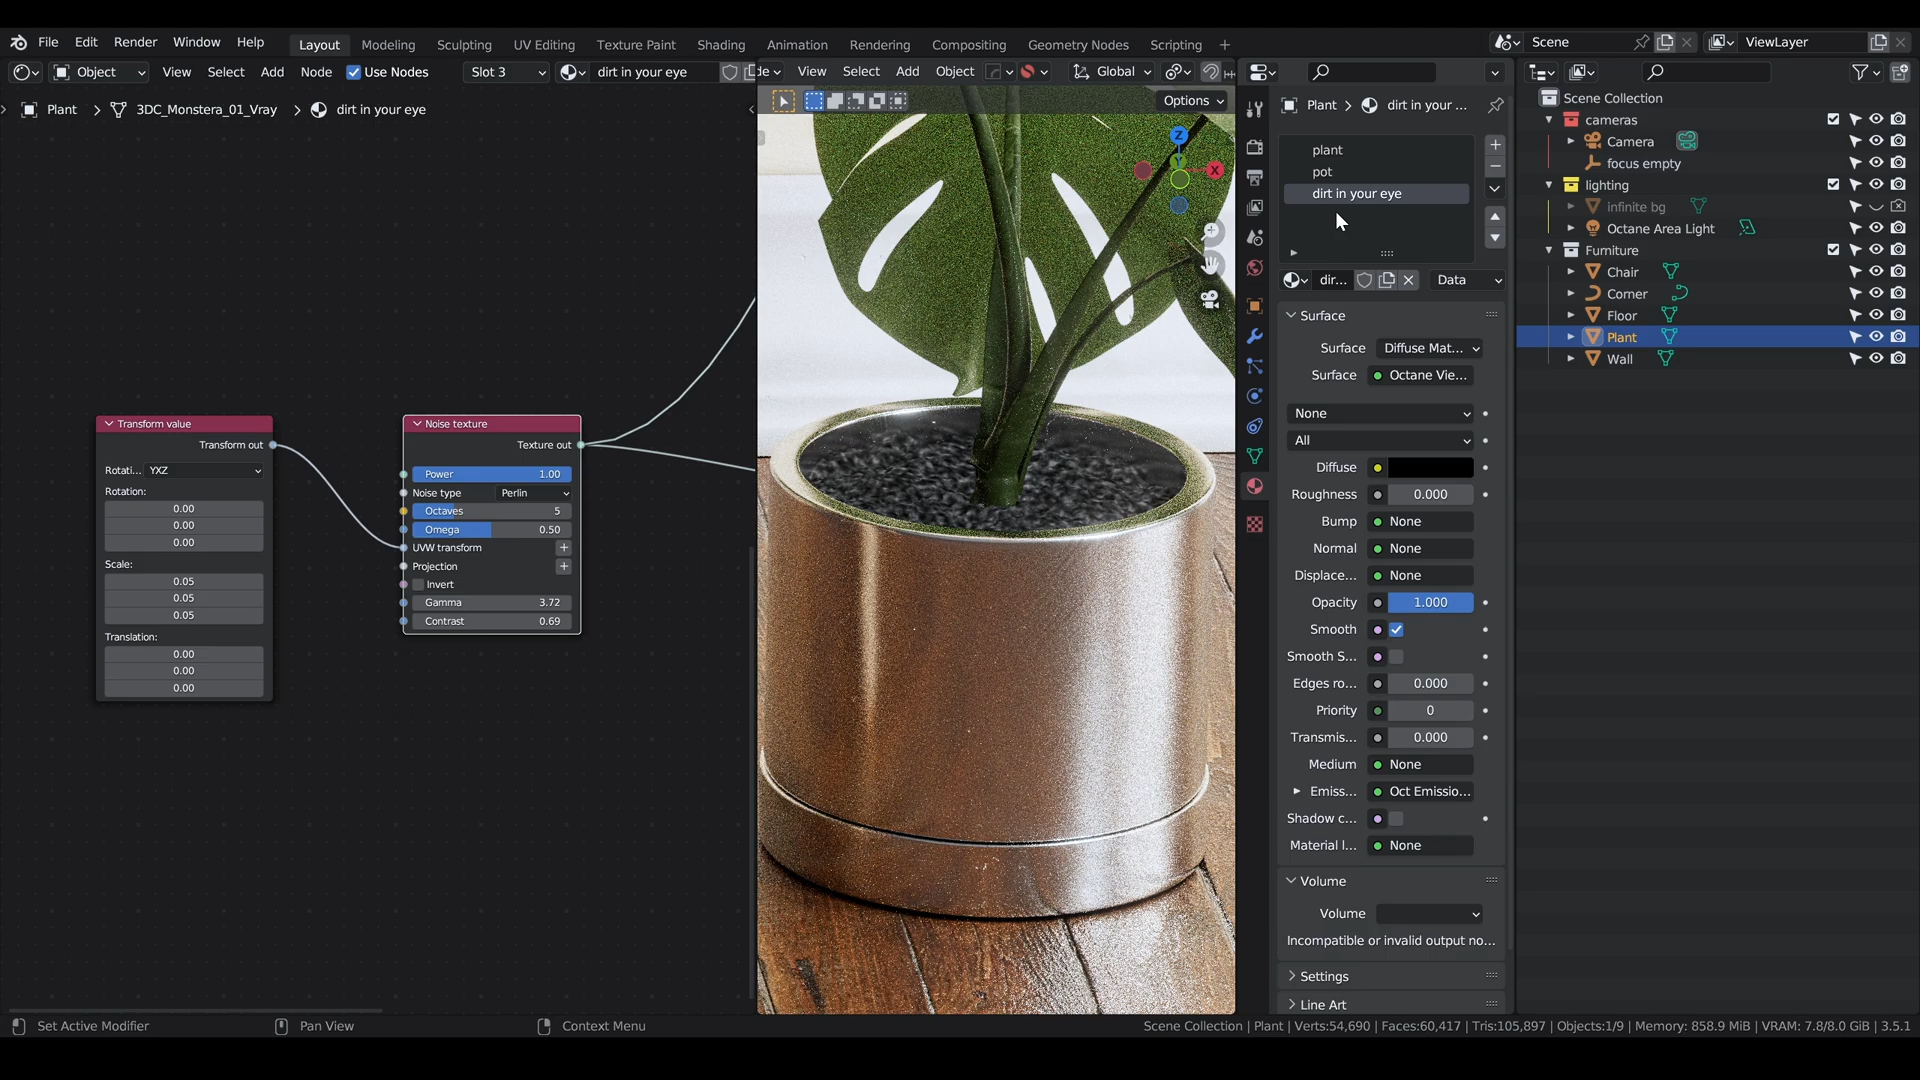 File Edit Render Window Help Layout Modeling Sculpting UV Editing Texture Paint Shading Animation Rendering Compositing Geometry Nodes Scripting + Scene ViewLayer
Object View Select Add Node Use Nodes Slot 3 dirt in your eye de View Select Add Object Global
Plant > 3DC_Monstera_01_Vray > dirt in your eye
Options
Z
X
Transform value
Transform out
Rotati... YXZ
Rotation:
0.00
0.00
0.00
Scale:
0.05
0.05
0.05
Translation:
0.00
0.00
0.00
Noise texture
Texture out
Power 1.00
Noise type Perlin
Octaves 5
Omega 0.50
UVW transform +
Projection +
Invert
Gamma 3.72
Contrast 0.69
Plant > dirt in your ...
plant
pot
dirt in your eye
dir... Data
Surface
Surface Diffuse Mat...
Surface Octane Vie...
None
All
Diffuse
Roughness 0.000
Bump None
Normal None
Displace... None
Opacity 1.000
Smooth
Smooth S...
Edges ro... 0.000
Priority 0
Transmis... 0.000
Medium None
Emiss... Oct Emissio...
Shadow c...
Material l... None
Volume
Volume
Incompatible or invalid output no...
Settings
Line Art
Scene Collection
cameras
Camera
focus empty
lighting
infinite bg
Octane Area Light
Furniture
Chair
Corner
Floor
Plant
Wall
Set Active Modifier Pan View Context Menu Scene Collection | Plant | Verts:54,690 | Faces:60,417 | Tris:105,897 | Objects:1/9 | Memory: 858.9 MiB | VRAM: 7.8/8.0 GiB | 3.5.1